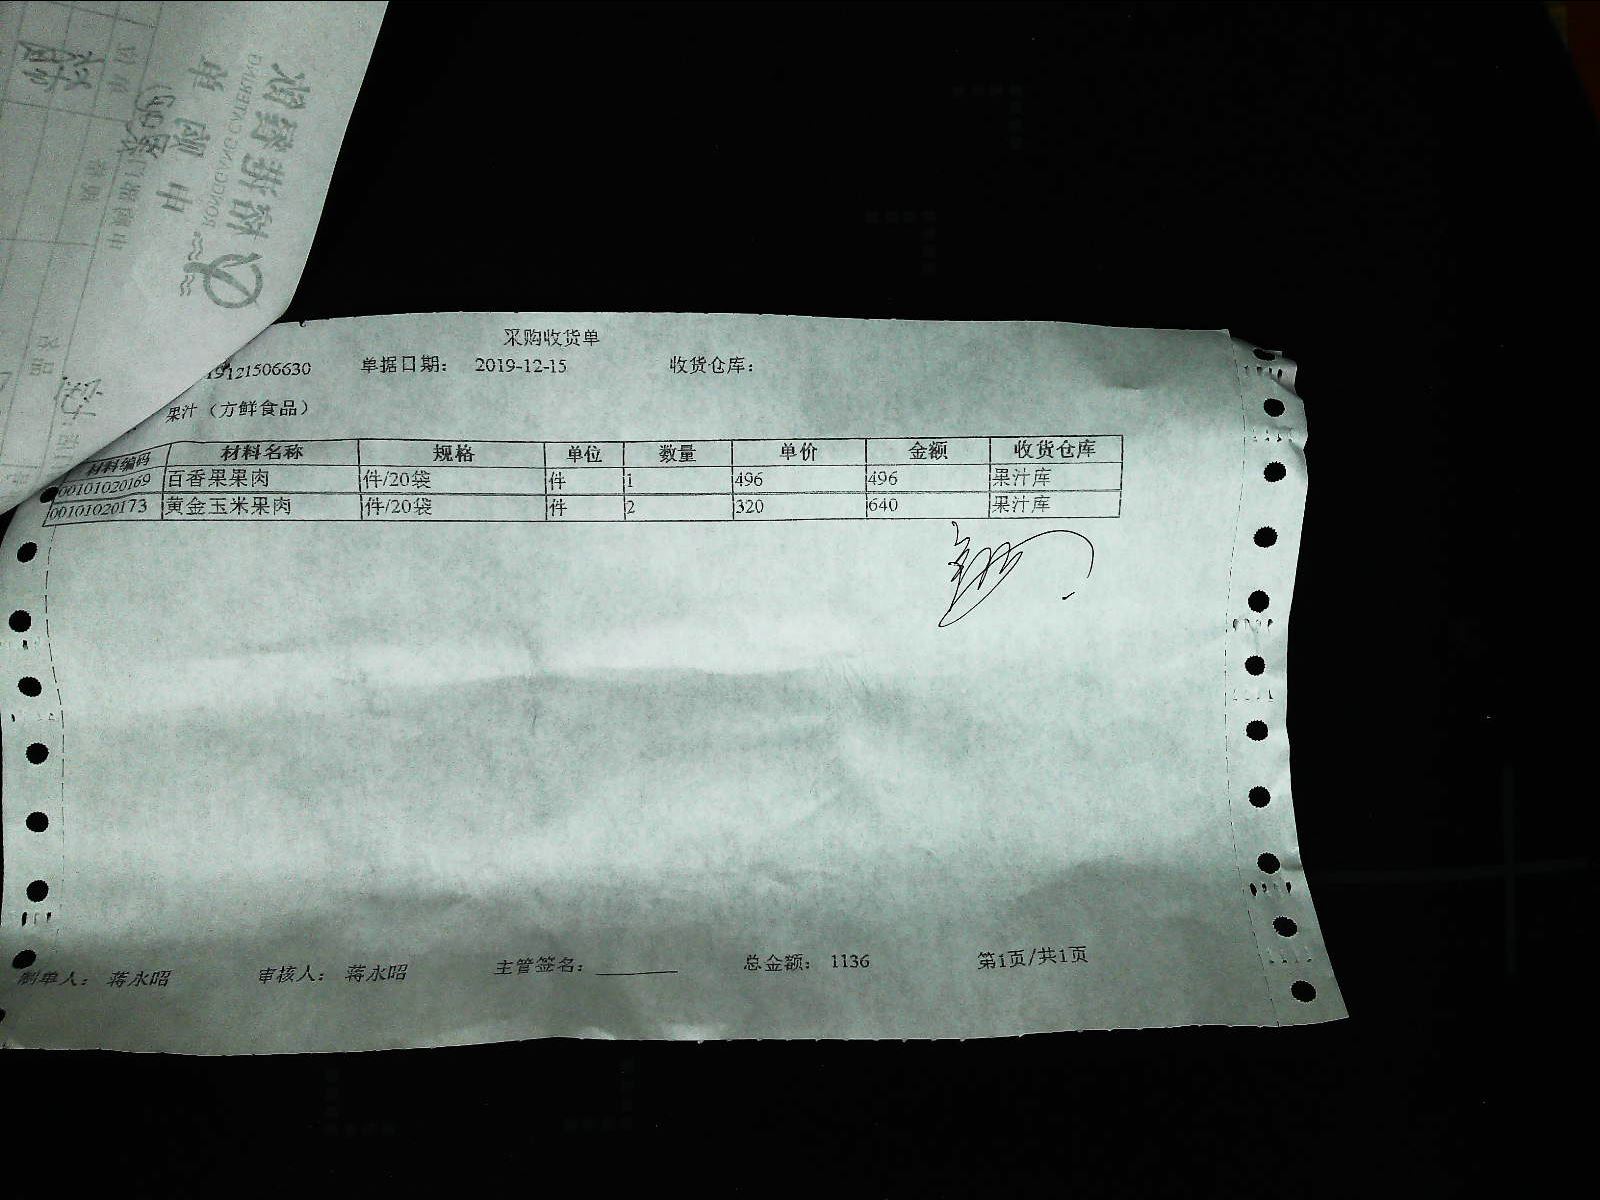 RONGGANG CATERING
申购单
采购收货单
19121506630 单据日期： 2019-12-15 收货仓库：
果汁（方鲜食品）
材料编码 材料名称 规格 单位 数量 单价 金额 收货仓库
00101020169 百香果果肉 件/20袋 件 1 496 496 果汁库
00101020173 黄金玉米果肉 件/20袋 件 2 320 640 果汁库
制单人： 蒋永昭 审核人： 蒋永昭 主管签名： 总金额： 1136 第1页/共1页